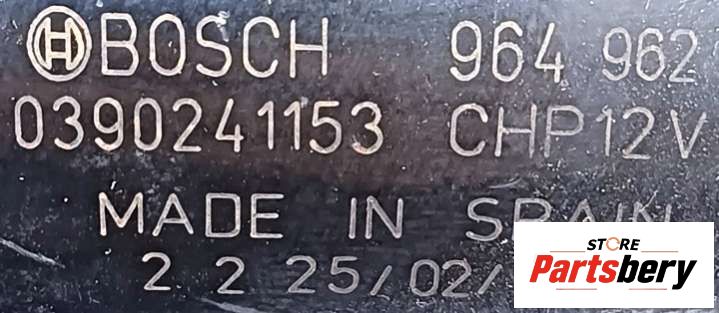 BOSCH 964 962
0390241153 CHP12V
MADE IN SPAIN
2 2 25/02/
STORE
Partsbery